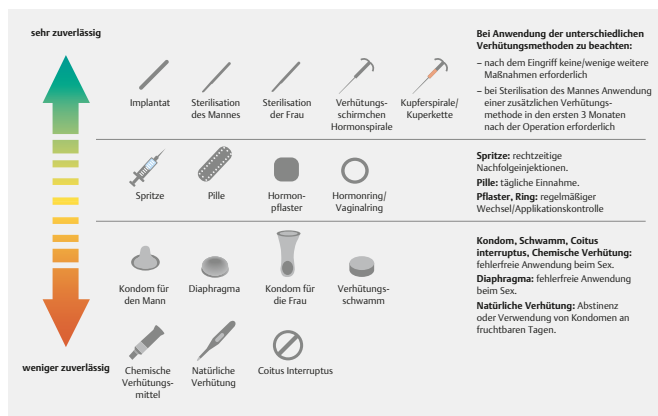 sehr zuverlässig
Implantat
Sterilisation
des Mannes
Sterilisation
der Frau
Verhütungs-
schirmchen
Hormonspirale
Kupferspirale/
Kuperkette
Bei Anwendung der unterschiedlichen
Verhütungsmethoden zu beachten:
– nach dem Eingriff keine/wenige weitere
Maßnahmen erforderlich
– bei Sterilisation des Mannes Anwendung
einer zusätzlichen Verhütungs-
methode in den ersten 3 Monaten
nach der Operation erforderlich
Spritze
Pille
Hormon-
pflaster
Hormonring/
Vaginalring
Spritze: rechtzeitige
Nachfolgeinjektionen.
Pille: tägliche Einnahme.
Pflaster, Ring: regelmäßiger
Wechsel/Applikationskontrolle
Kondom für
den Mann
Diaphragma
Kondom für
die Frau
Verhütungs-
schwamm
Kondom, Schwamm, Coitus
interruptus, Chemische Verhütung:
fehlerfreie Anwendung beim Sex.
Diaphragma: fehlerfreie Anwendung
beim Sex.
Natürliche Verhütung: Abstinenz
oder Verwendung von Kondomen an
fruchtbaren Tagen.
weniger zuverlässig
Chemische
Verhütungs-
mittel
Natürliche
Verhütung
Coitus Interruptus